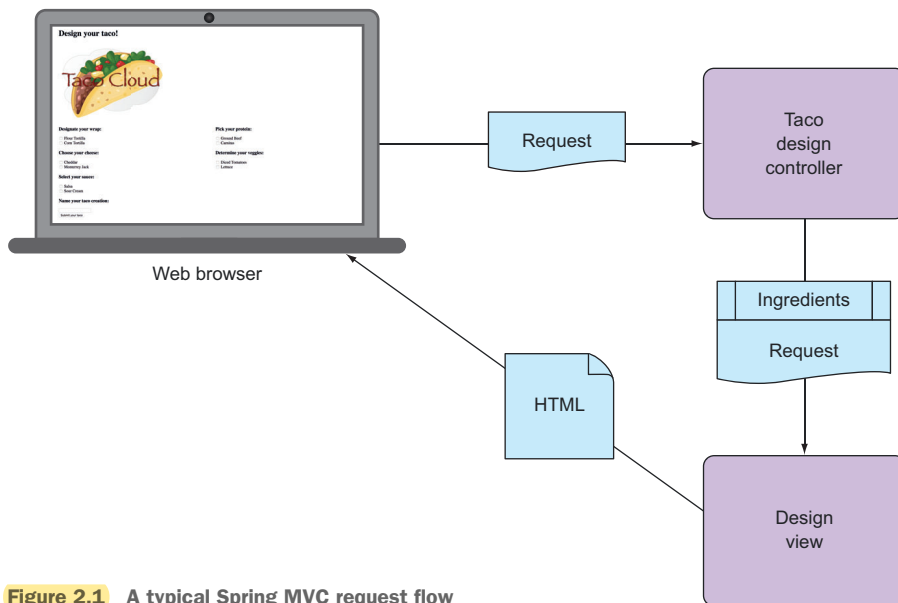 Design your taco!
Taco Cloud
Designate your wrap:
Flour Tortilla
Corn Tortilla
Pick your protein:
Ground Beef
Carnitas
Choose your cheese:
Cheddar
Monterrey Jack
Determine your veggies:
Diced Tomatoes
Lettuce
Select your sauce:
Salsa
Sour Cream
Name your taco creation:
Submit your taco
Web browser
Request
Taco
design
controller
Ingredients
Request
HTML
Design
view
Figure 2.1 A typical Spring MVC request flow